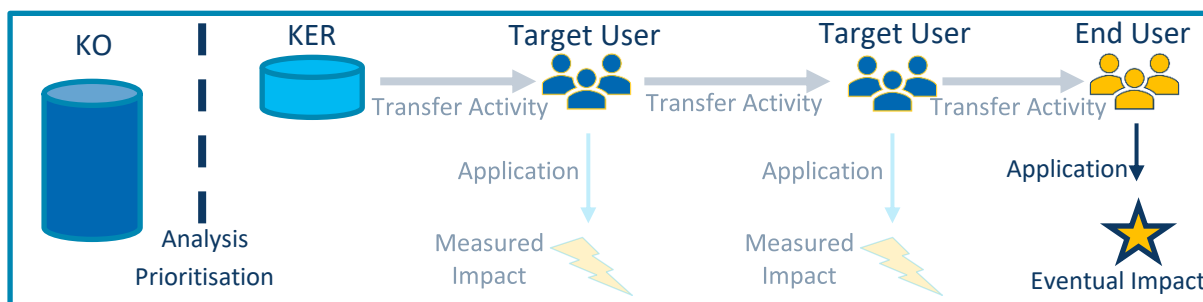 KO
KER
Target User
Target User
End User
Transfer Activity
Transfer Activity
Transfer Activity
Application
Application
Application
Analysis
Prioritisation
Measured
Impact
Measured
Impact
Eventual Impact